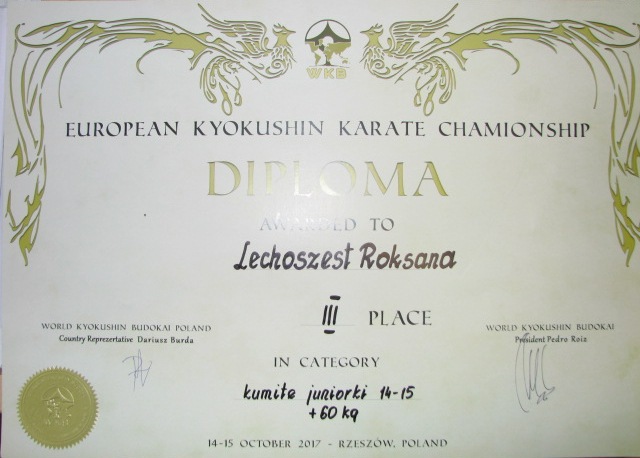 WKB
EUROPEAN KYOKUSHIN KARATE CHAMIONSHIP
DIPLOMA
AWARDED TO
Lechoszest Roksana
III PLACE
WORLD KYOKUSHIN BUDOKAI POLAND
Country Reprezertative Dariusz Burda
WORLD KYOKUSHIN BUDOKAI
President Pedro Roiz
IN CATEGORY
kumite juniorki 14-15
+60 kg
14-15 OCTOBER 2017 - RZESZÓW, POLAND